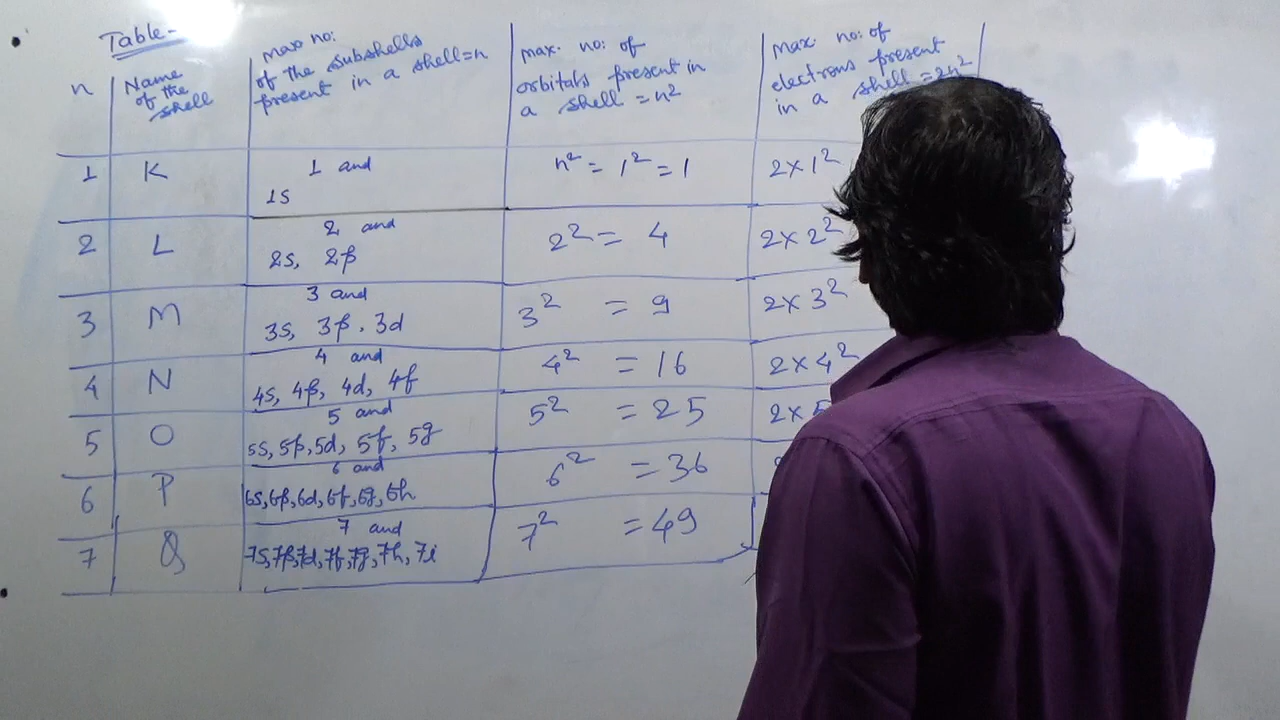 Table-
n
Name
of the
shell
max no:
of the subshells
present in a shell=n
max. no: of
orbitals present in
a shell = n²
max. no: of
electrons present
in a shell = 2n²
1 K
1 and
1s
n² = 1² = 1
2×1²
2 L
2 and
2s, 2p
2² = 4
2×2²
3 M
3 and
3s, 3p, 3d
3² = 9
2×3²
4 N
4 and
4s, 4p, 4d, 4f
4² = 16
2×4²
5 O
5 and
5s, 5p, 5d, 5f, 5g
5² = 25
2×5
6 P
6 and
6s, 6p, 6d, 6f, 6g, 6h
6² = 36
7 Q
7 and
7s, 7p, 7d, 7f, 7g, 7h, 7i
7² = 49